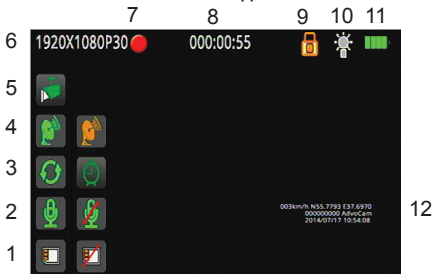 7 8 9 10 11
6 1920X1080P30 000:00:55
5
4
3
003km/h N55.7793 E37.6970
2 000000000 AdvoCam 12
2014/07/17 10:54:08
1